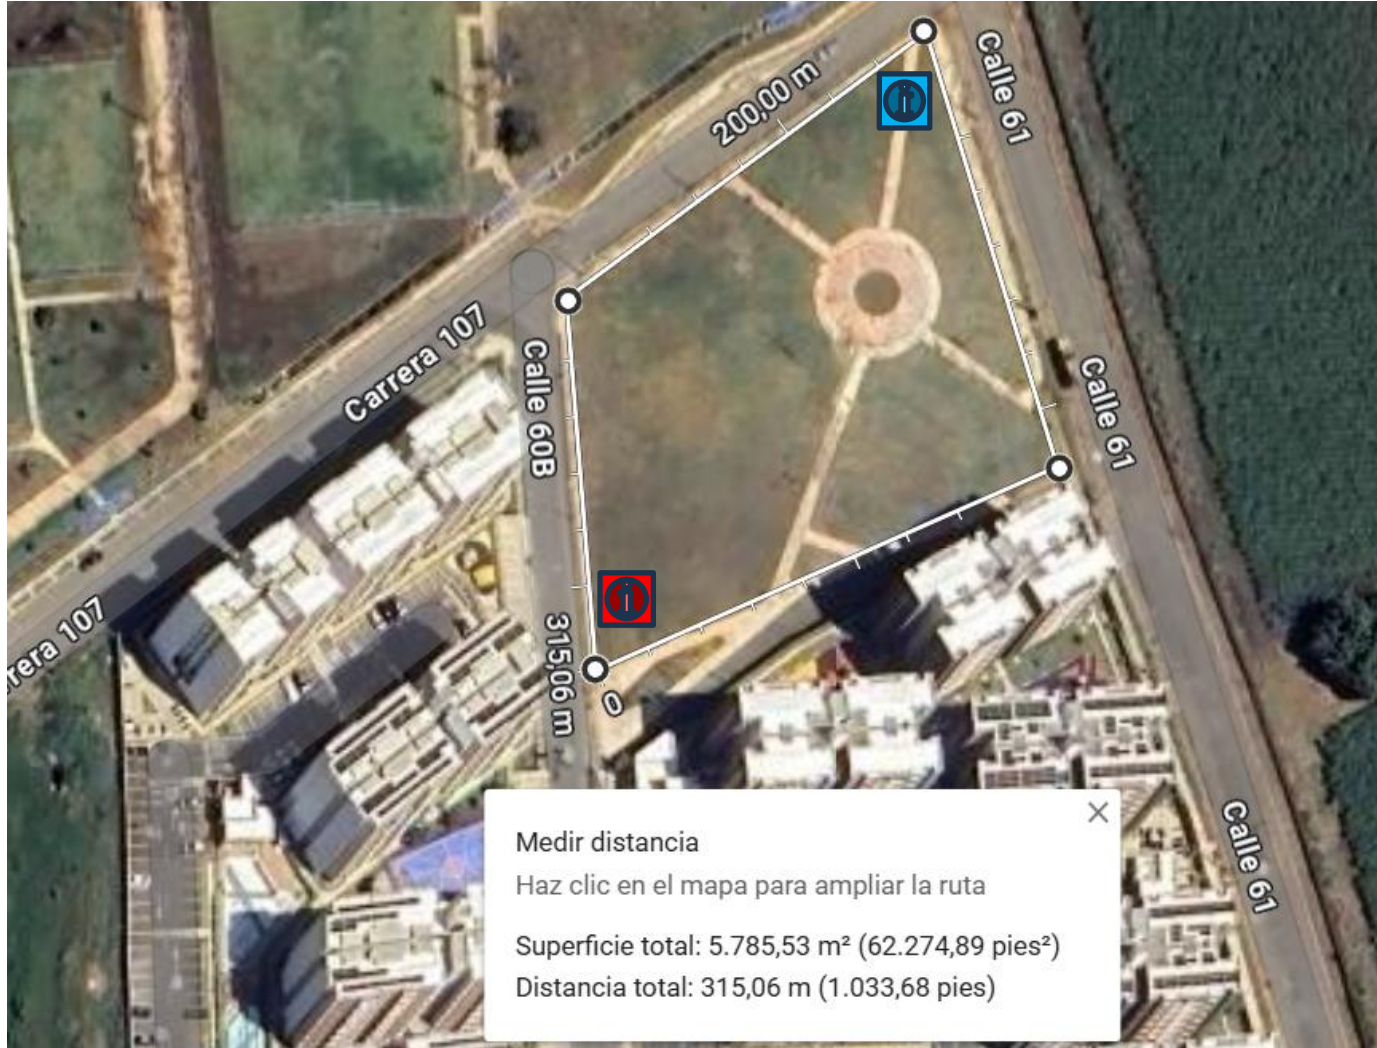 Calle 61
200,00 m
Carrera 107
Calle 60B
Calle 61
rrera 107
315,06 m
0
Calle 61
Medir distancia
Haz clic en el mapa para ampliar la ruta
Superficie total: 5.785,53 m² (62.274,89 pies²)
Distancia total: 315,06 m (1.033,68 pies)